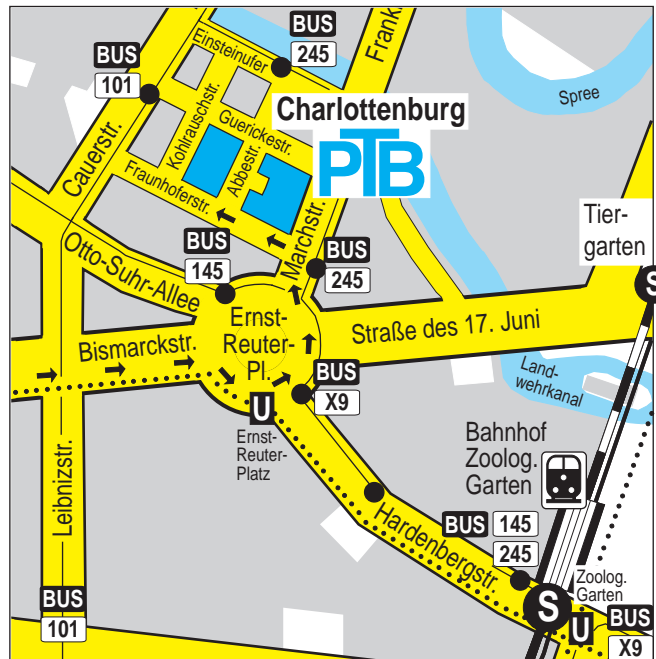 BUS
101
Einsteinufer
BUS
245
Frankl
Spree
Charlottenburg
PTB
Cauerstr.
Kohlrauschstr.
Guerickestr.
Abbestr.
Fraunhoferstr.
Marchstr.
Tier-
garten
S
Otto-Suhr-Allee
BUS
145
BUS
245
Ernst-
Reuter-
Pl.
Straße des 17. Juni
Bismarckstr.
BUS
X9
Land-
wehrkanal
U
Ernst-
Reuter-
Platz
Bahnhof
Zoolog.
Garten
Leibnizstr.
Hardenbergstr.
BUS 145
245
Zoolog.
Garten
S
U
BUS
X9
BUS
101